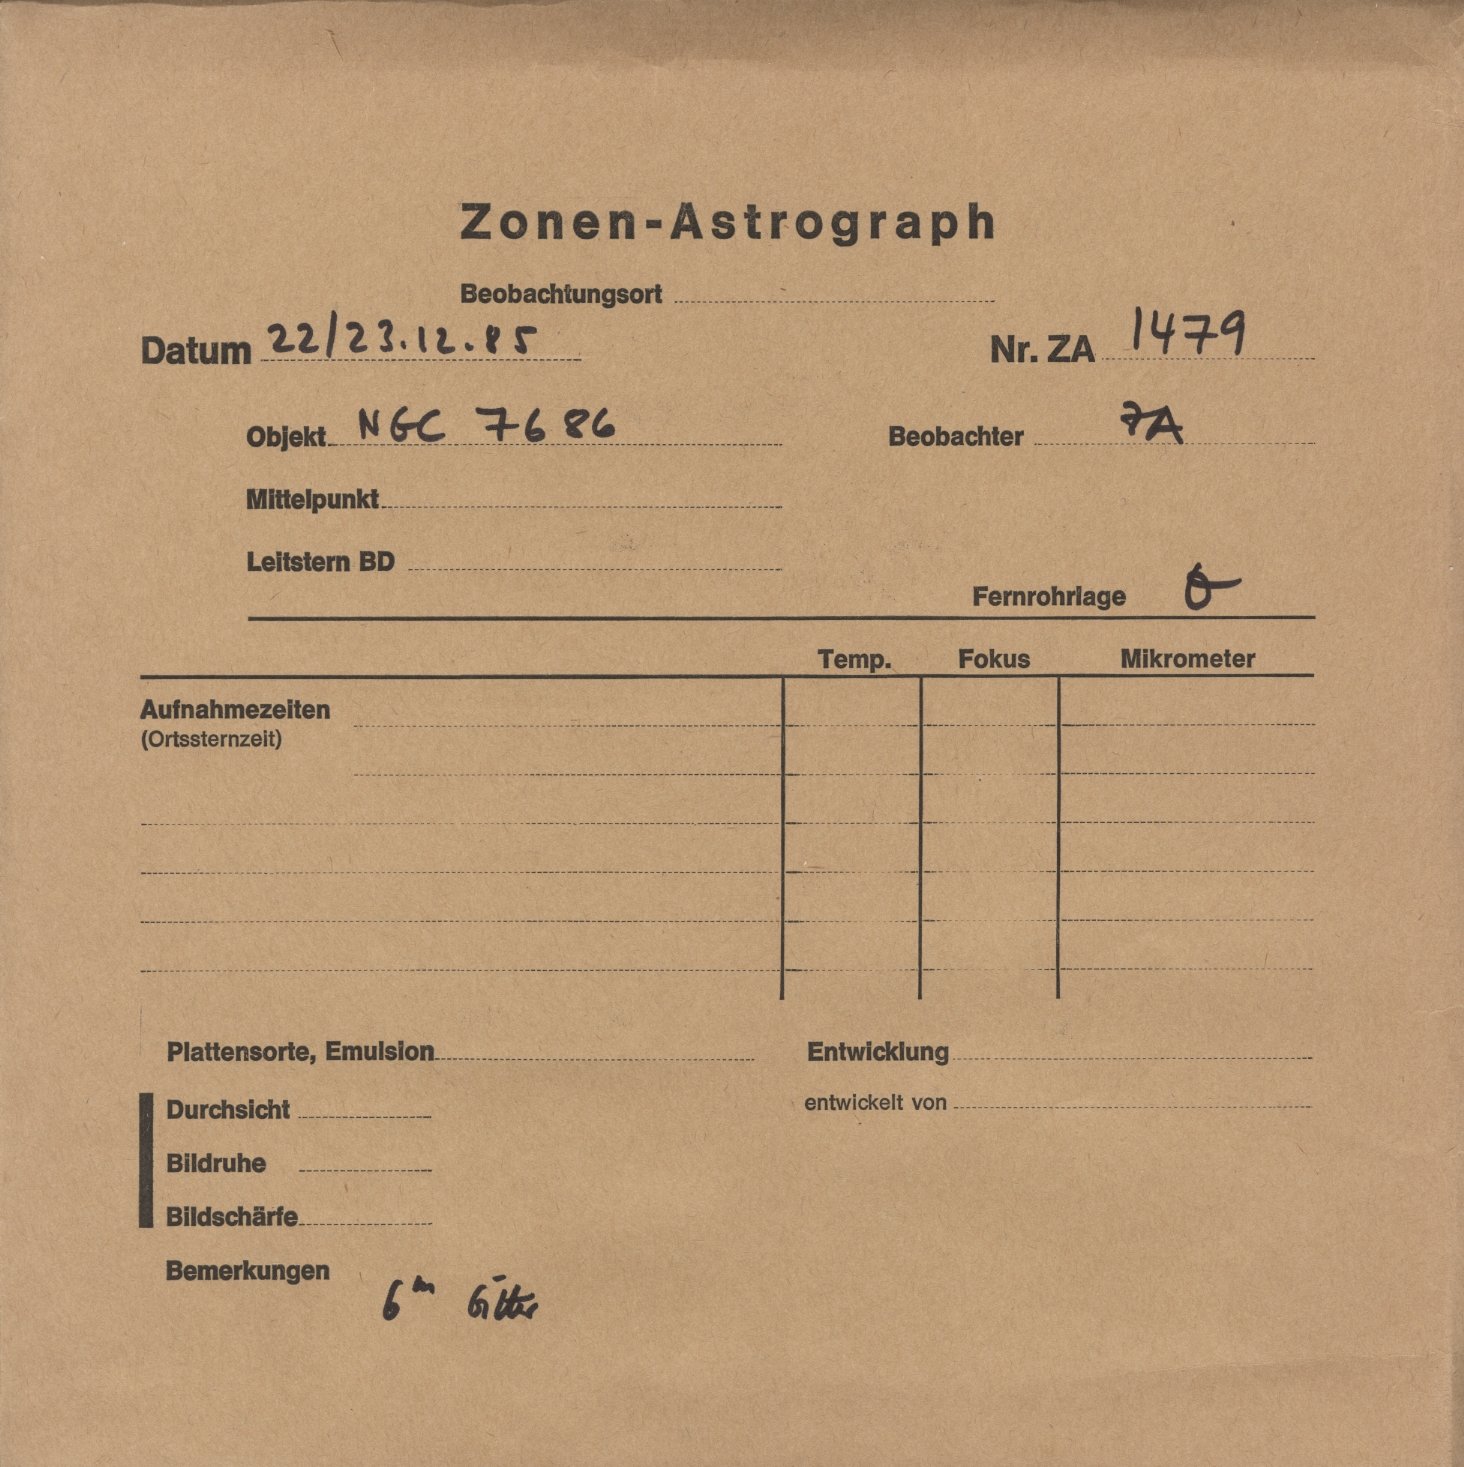 Zonen-Astrograph
Beobachtungsort
Datum 22/23.12.85 Nr. ZA 1479
Objekt NGC 7686 Beobachter
Mittelpunkt
Leitstern BD
Fernrohrlage
Temp. Fokus Mikrometer
Aufnahmezeiten
(Ortssternzeit)
Plattensorte, Emulsion Entwicklung
Durchsicht entwickelt von
Bildruhe
Bildschärfe
Bemerkungen
6ᵐ Gitter